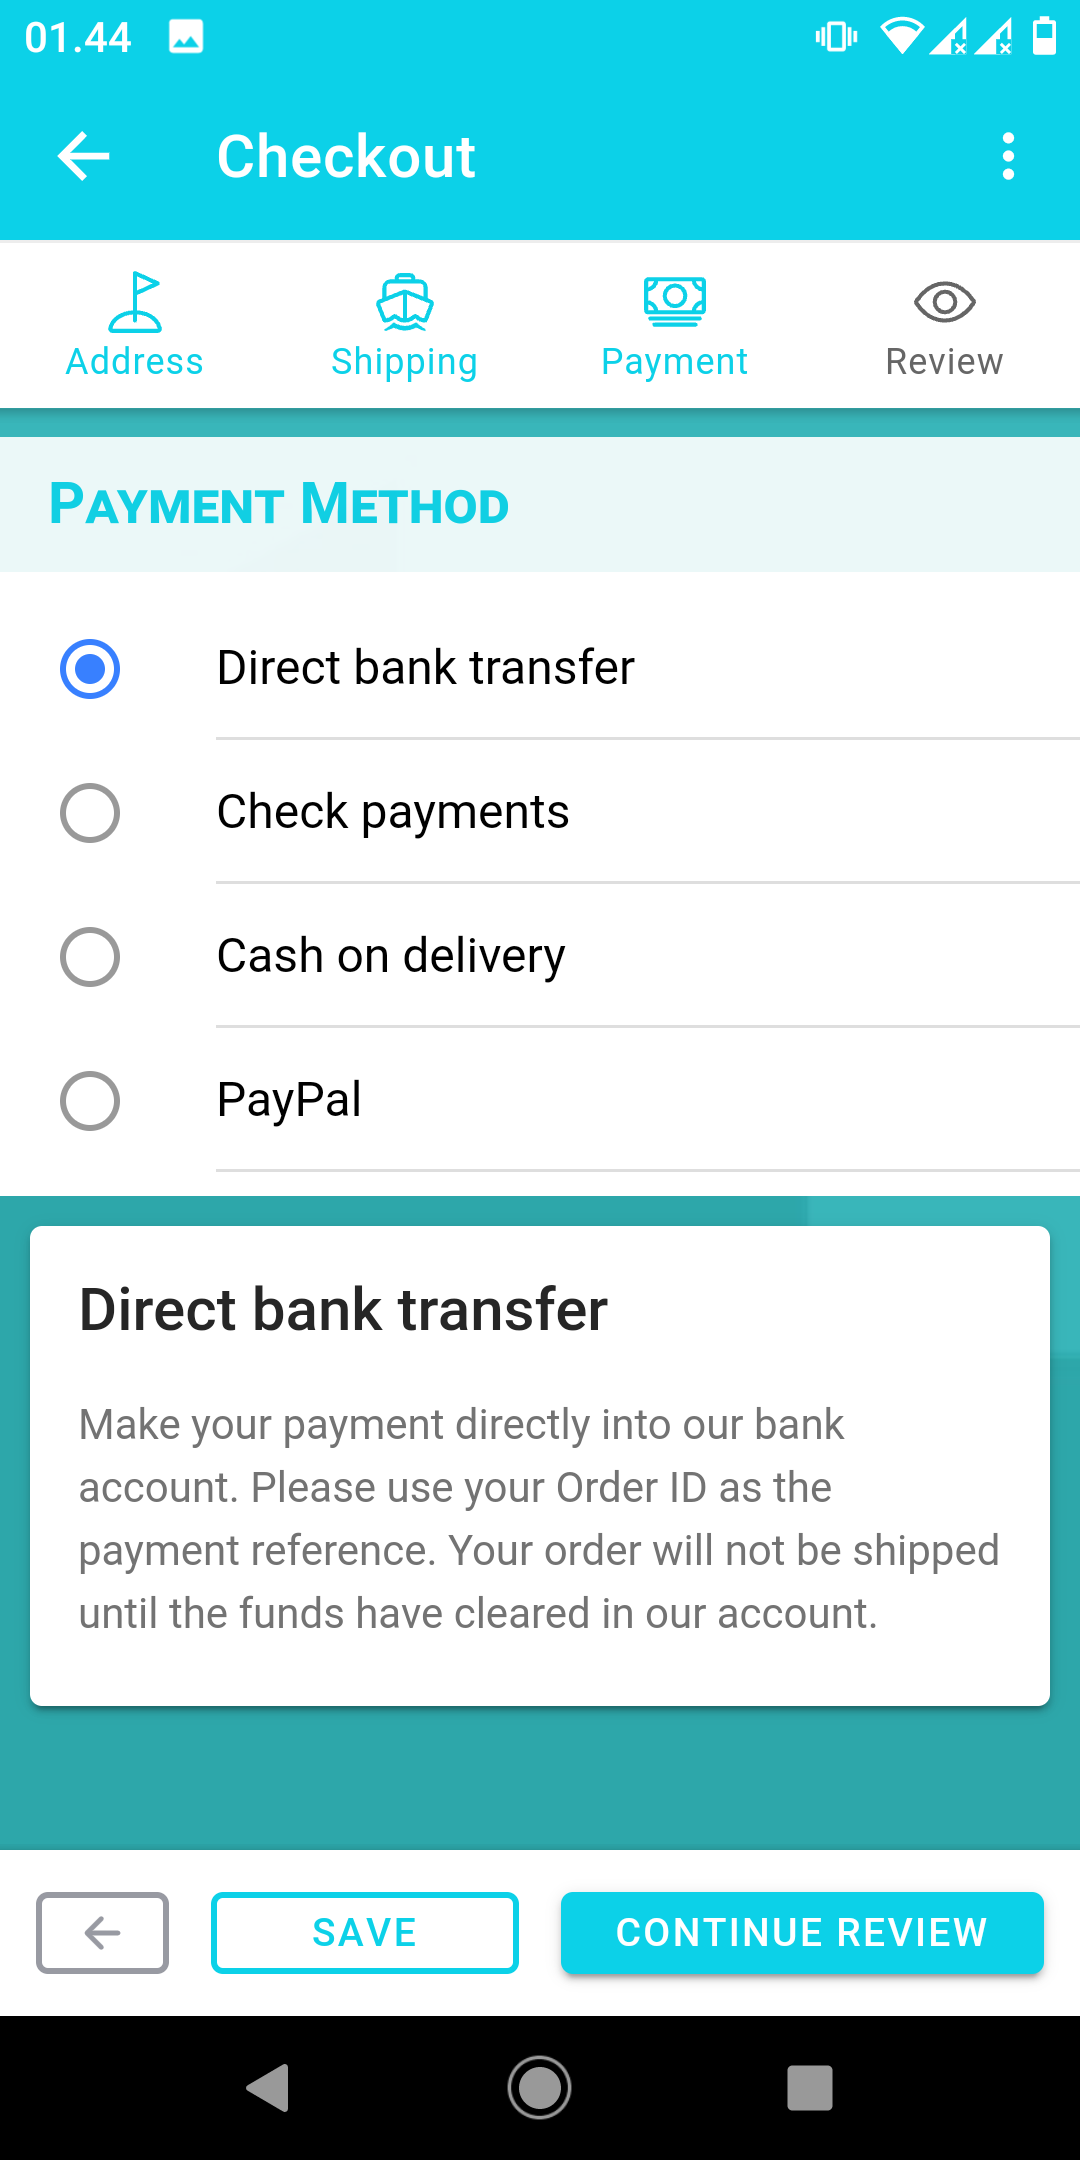 01.44
Checkout
Address Shipping Payment Review
Payment Method
Direct bank transfer
Check payments
Cash on delivery
PayPal
Direct bank transfer
Make your payment directly into our bank
account. Please use your Order ID as the
payment reference. Your order will not be shipped
until the funds have cleared in our account.
SAVE CONTINUE REVIEW